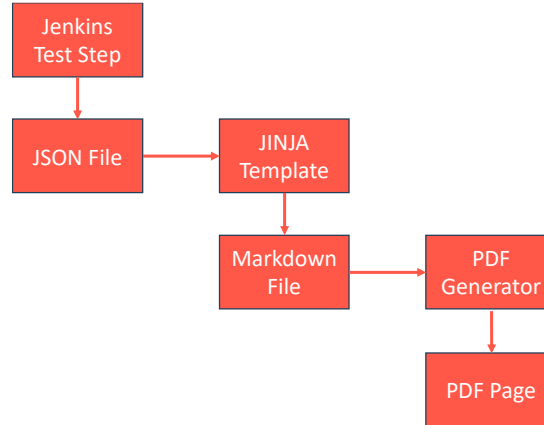 Jenkins
Test Step
JSON File
JINJA
Template
Markdown
File
PDF
Generator
PDF Page